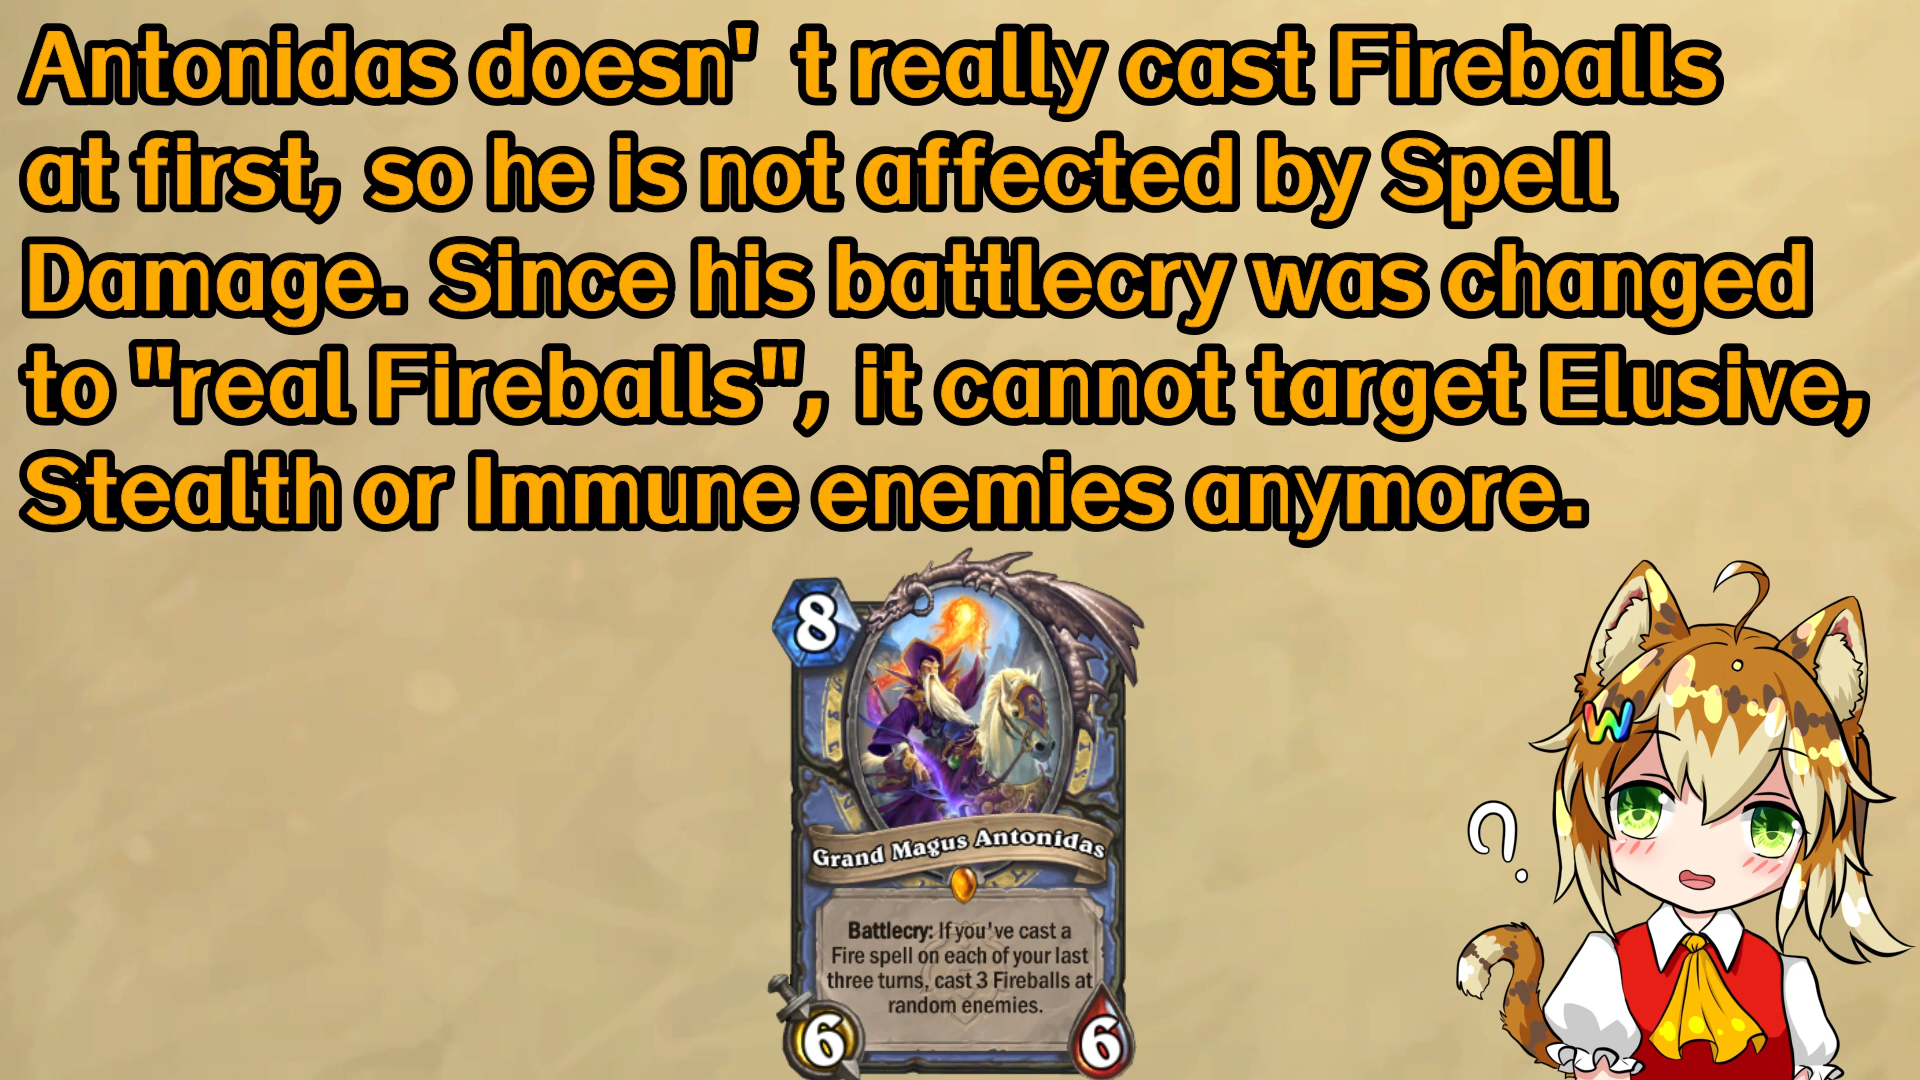 Antonidas doesn' t really cast Fireballs
at first, so he is not affected by Spell
Damage. Since his battlecry was changed
to "real Fireballs", it cannot target Elusive,
Stealth or Immune enemies anymore.
8
Grand Magus Antonidas
Battlecry: If you've cast a
Fire spell on each of your last
three turns, cast 3 Fireballs at
random enemies.
6
6
W
?